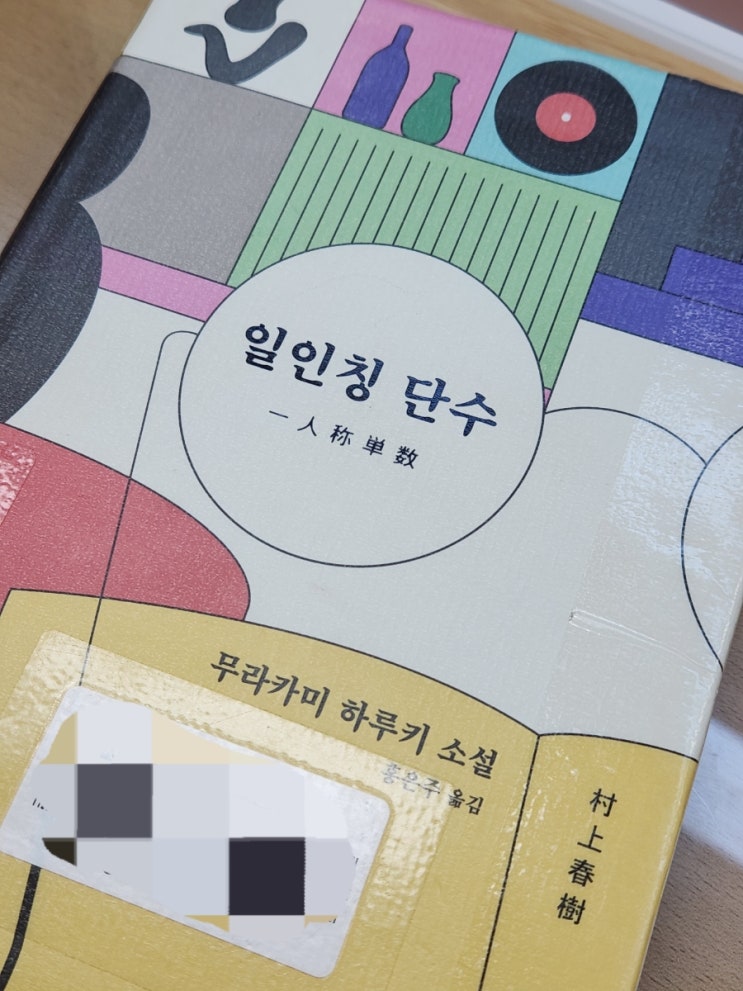 일인칭 단수
一人称単数
무라카미 하루키 소설
홍은주 옮김
村上春樹